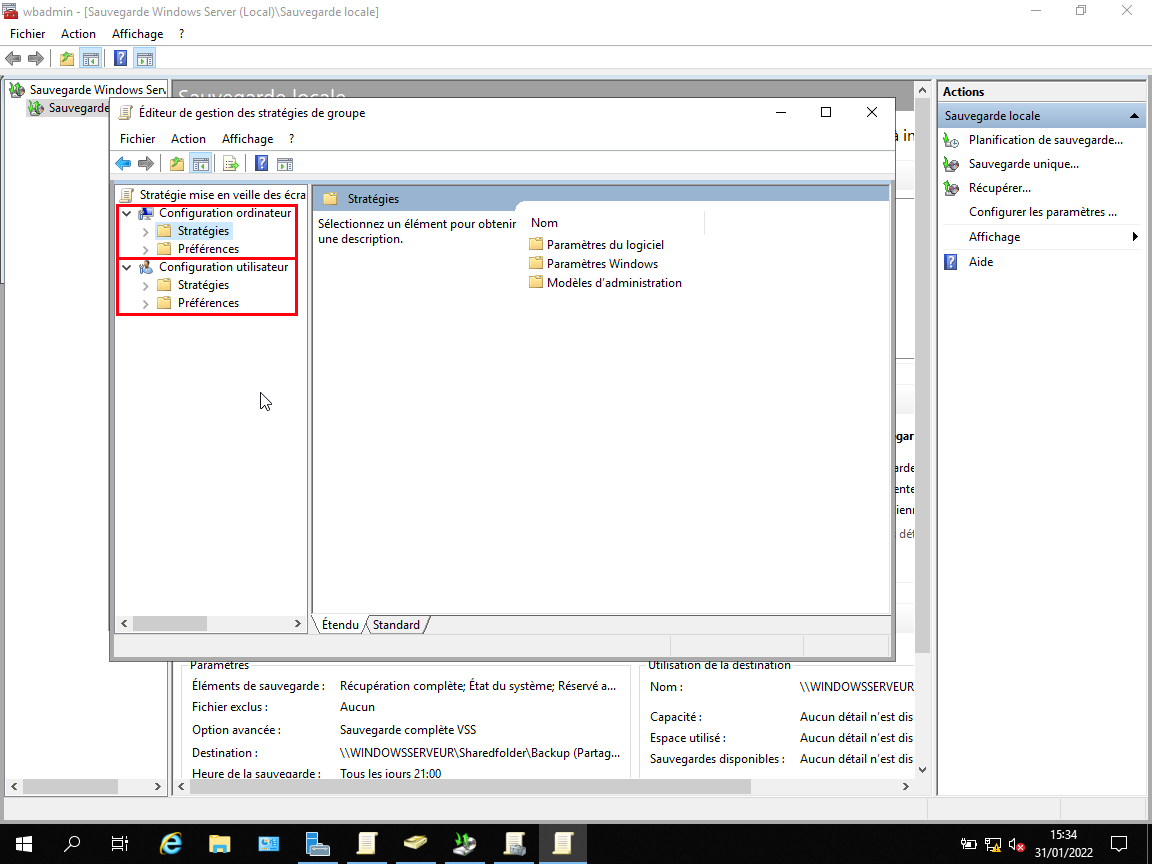 wbadmin - [Sauvegarde Windows Server (Local)\Sauvegarde locale]
Fichier Action Affichage ?
Sauvegarde Windows Serv
Sauvegarde
Sauvegarde locale
Éditeur de gestion des stratégies de groupe
Fichier Action Affichage ?
Stratégie mise en veille des écra
Configuration ordinateur
Stratégies
Préférences
Configuration utilisateur
Stratégies
Préférences
Stratégies
Sélectionnez un élément pour obtenir
une description.
Nom
Paramètres du logiciel
Paramètres Windows
Modèles d'administration
Étendu Standard
Actions
Sauvegarde locale
Planification de sauvegarde...
Sauvegarde unique...
Récupérer...
Configurer les paramètres ...
Affichage
Aide
Paramètres
Éléments de sauvegarde : Récupération complète; État du système; Réservé a...
Fichier exclus : Aucun
Option avancée : Sauvegarde complète VSS
Destination : \\WINDOWSSERVEUR\Sharedfolder\Backup (Partag...
Heure de la sauvegarde : Tous les jours 21:00
Utilisation de la destination
Nom : \\WINDOWSSERVEUR
Capacité : Aucun détail n'est dis
Espace utilisé : Aucun détail n'est dis
Sauvegardes disponibles : Aucun détail n'est dis
15:34
31/01/2022